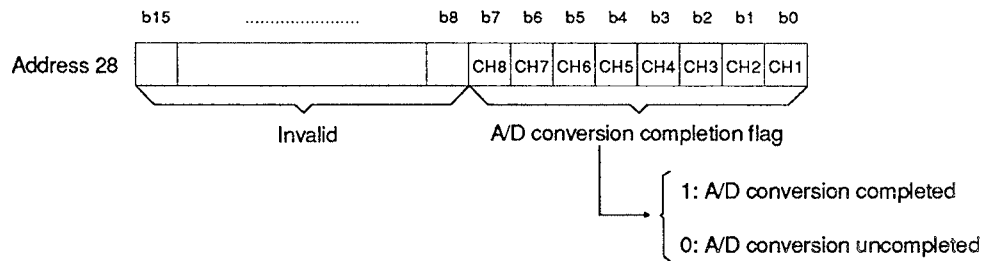 b15 ........................ b8 b7 b6 b5 b4 b3 b2 b1 b0
Address 28 CH8 CH7 CH6 CH5 CH4 CH3 CH2 CH1
Invalid A/D conversion completion flag
1: A/D conversion completed
0: A/D conversion uncompleted